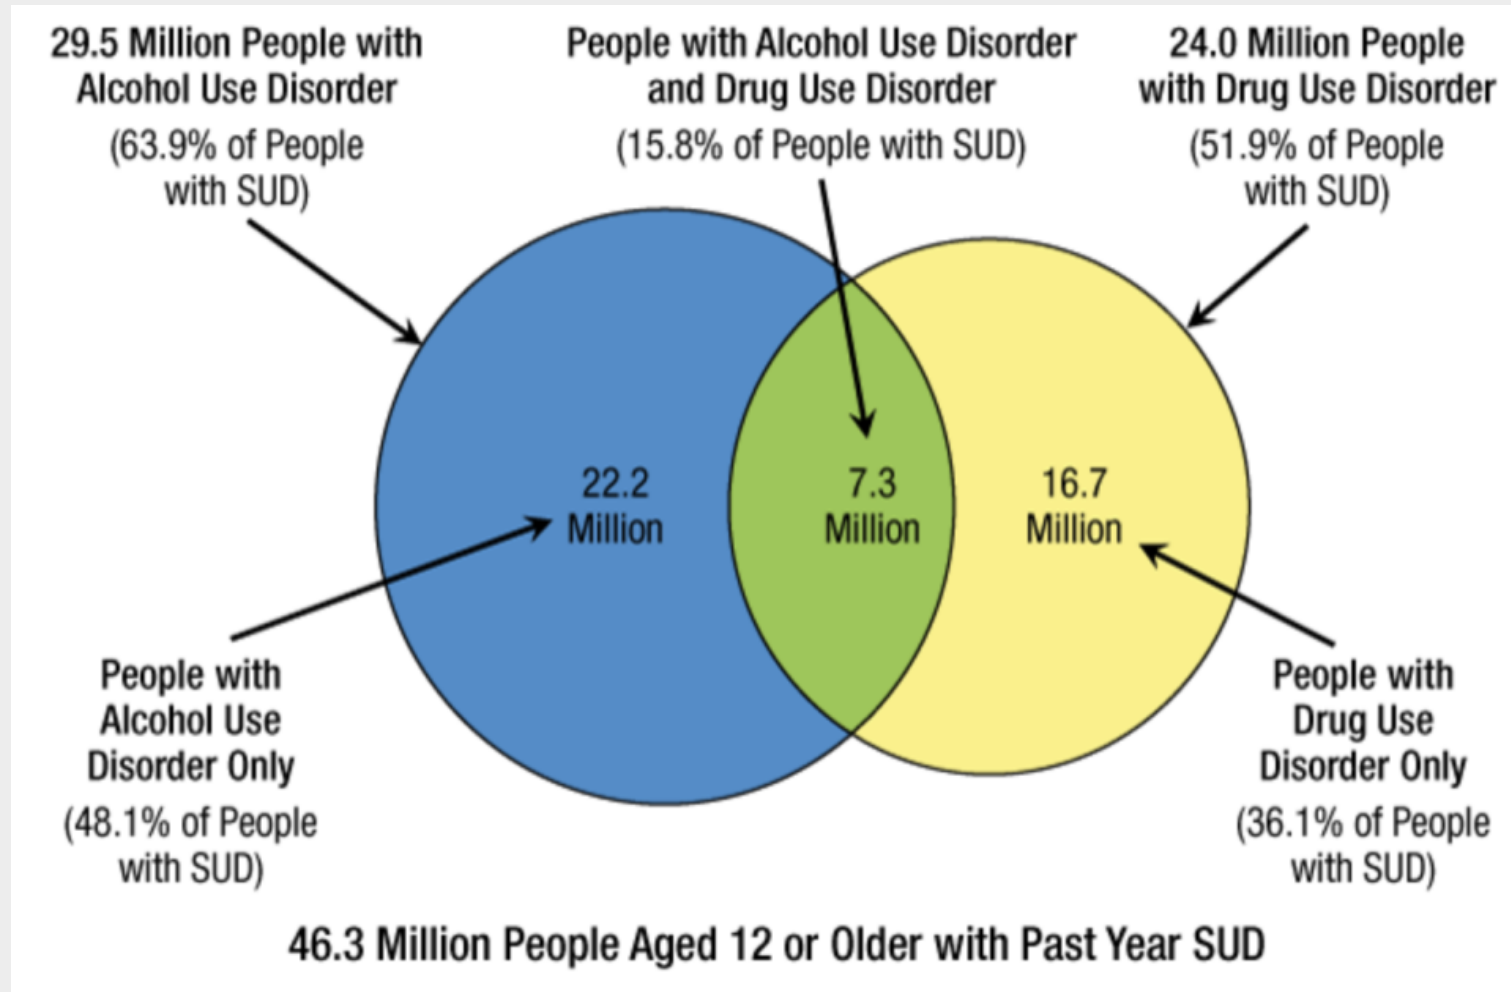 29.5 Million People with
Alcohol Use Disorder
(63.9% of People
with SUD)
People with Alcohol Use Disorder
and Drug Use Disorder
(15.8% of People with SUD)
24.0 Million People
with Drug Use Disorder
(51.9% of People
with SUD)
22.2
Million
7.3
Million
16.7
Million
People with
Alcohol Use
Disorder Only
(48.1% of People
with SUD)
People with
Drug Use
Disorder Only
(36.1% of People
with SUD)
46.3 Million People Aged 12 or Older with Past Year SUD